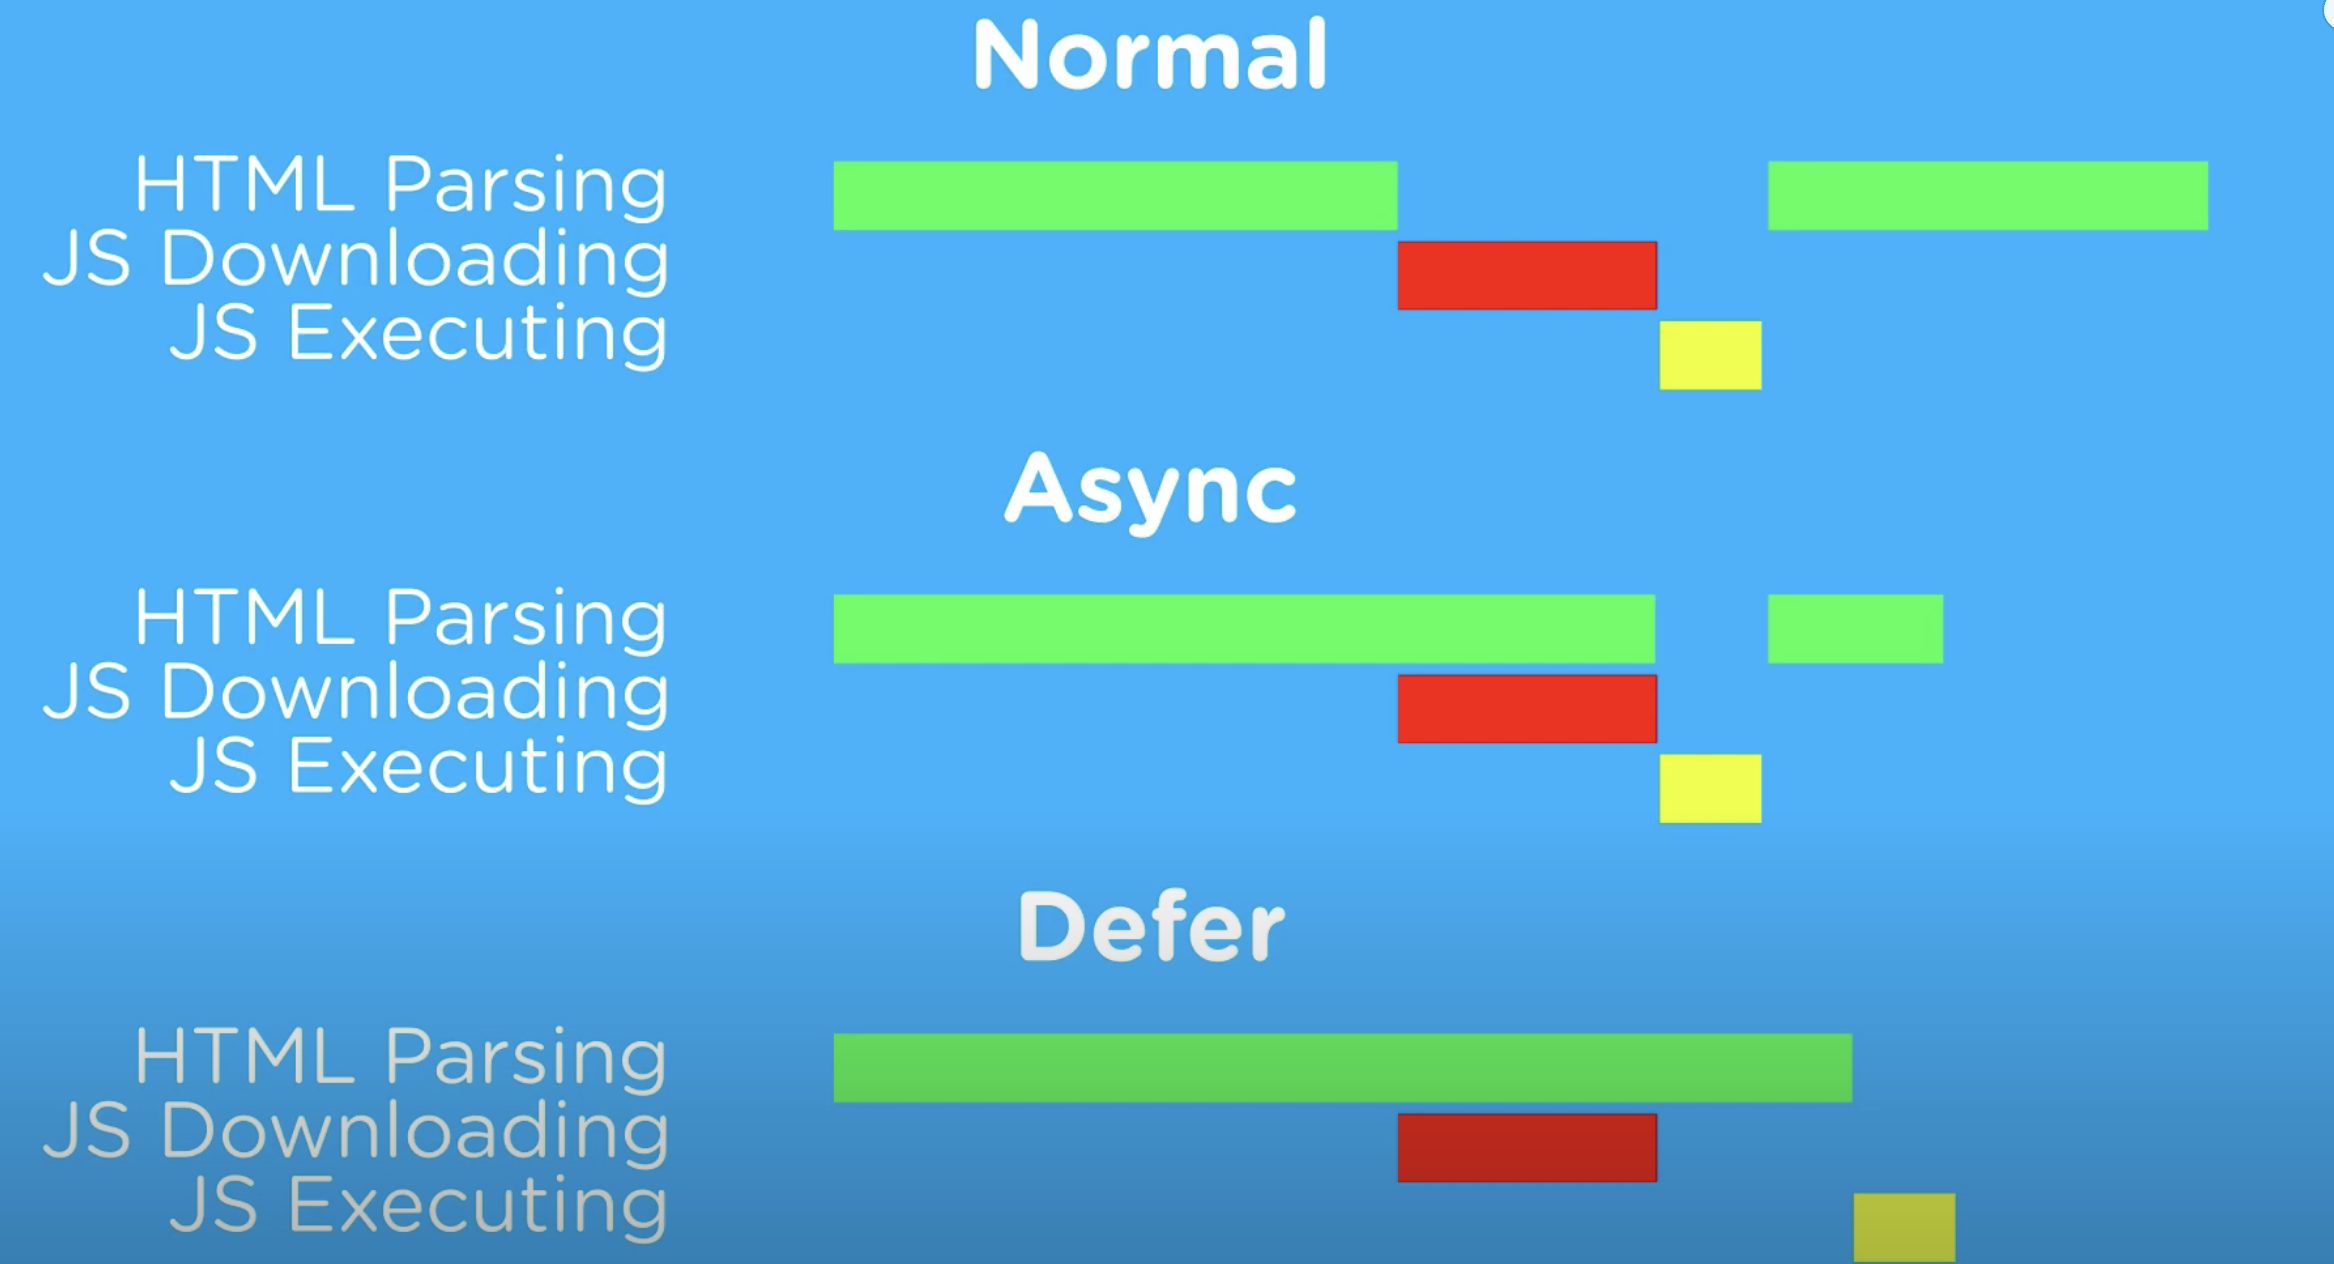 Normal
HTML Parsing
JS Downloading
JS Executing
Async
HTML Parsing
JS Downloading
JS Executing
Defer
HTML Parsing
JS Downloading
JS Executing